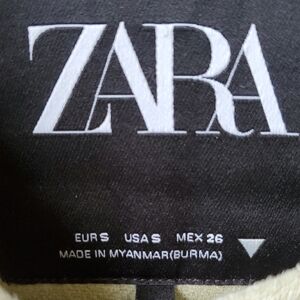 ZARA
EUR S USA S MEX 26
MADE IN MYANMAR(BURMA)